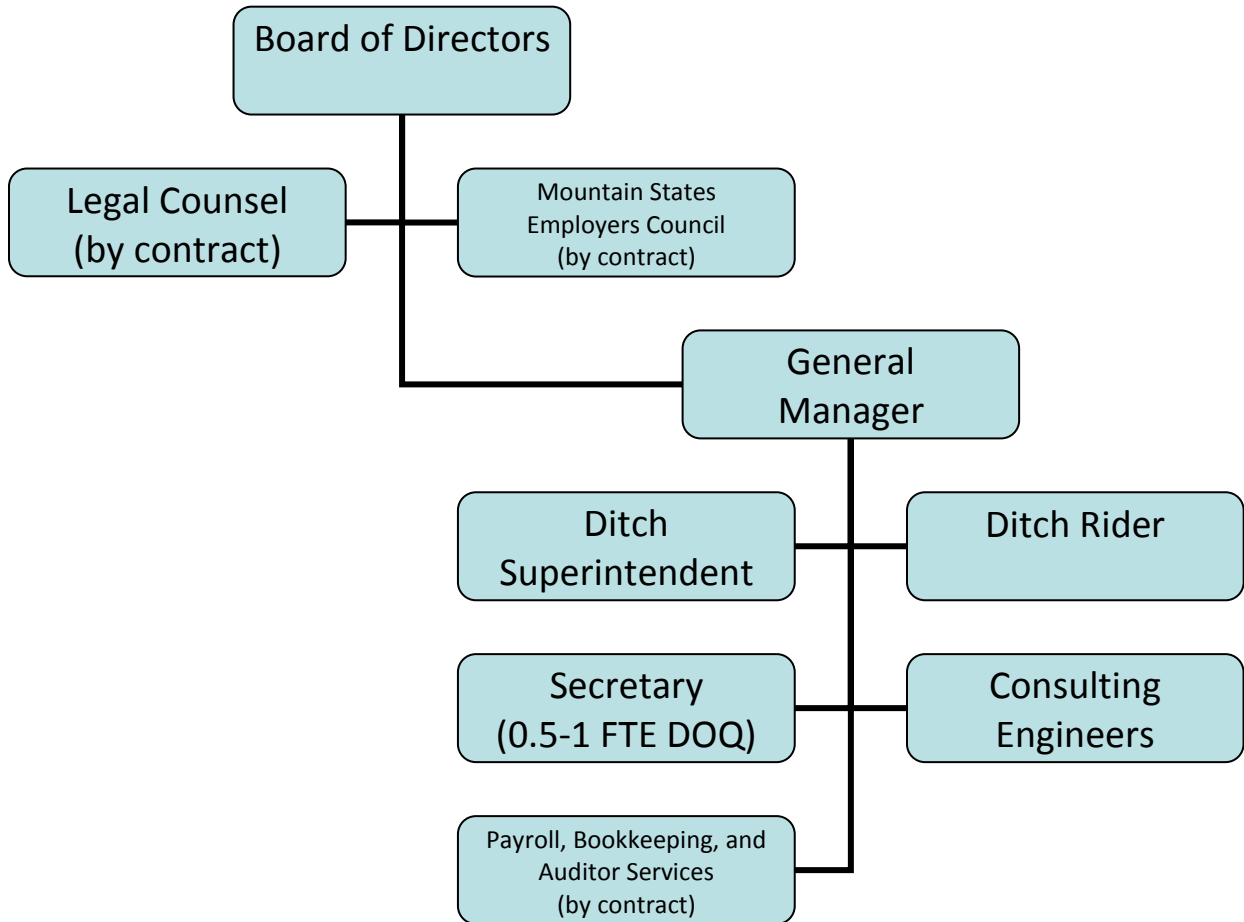 Board of Directors
Legal Counsel
(by contract)
Mountain States
Employers Council
(by contract)
General
Manager
Ditch
Superintendent
Ditch Rider
Secretary
(0.5-1 FTE DOQ)
Consulting
Engineers
Payroll, Bookkeeping, and
Auditor Services
(by contract)